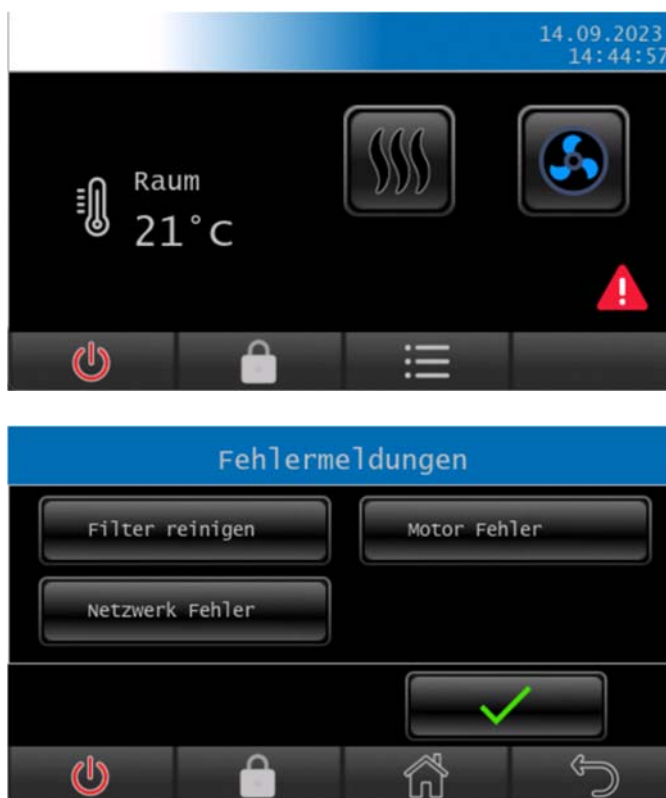 14.09.2023
14:44:57
Raum
21°c
Fehlermeldungen
Filter reinigen
Motor Fehler
Netzwerk Fehler